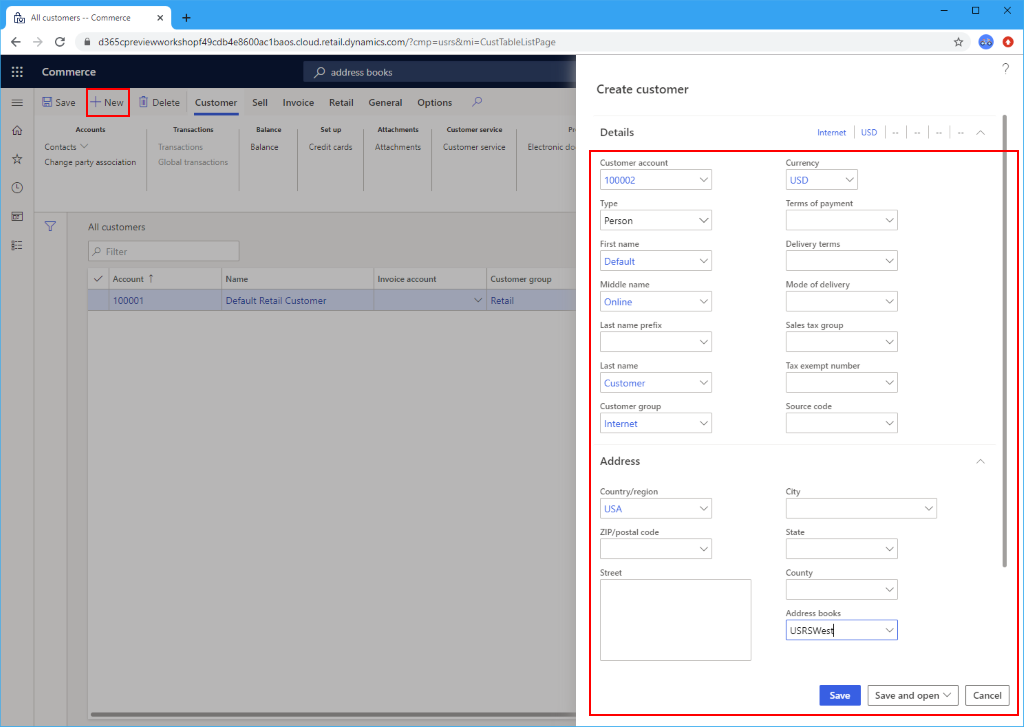 All customers -- Commerce
d365cpreviewworkshopf49cdb4e8600ac1baos.cloud.retail.dynamics.com/?cmp=usrs&mi=CustTableListPage
Commerce
address books
?
Save
New
Delete
Customer
Sell
Invoice
Retail
General
Options
Accounts
Contacts
Change party association
Transactions
Transactions
Global transactions
Balance
Balance
Set up
Credit cards
Attachments
Attachments
Customer service
Customer service
Pr
Electronic do
All customers
Filter
Account ↑ Name Invoice account Customer group
100001 Default Retail Customer Retail
Create customer
Details Internet USD -- -- -- --
Customer account
100002
Type
Person
First name
Default
Middle name
Online
Last name prefix
Last name
Customer
Customer group
Internet
Currency
USD
Terms of payment
Delivery terms
Mode of delivery
Sales tax group
Tax exempt number
Source code
Address
Country/region
USA
ZIP/postal code
Street
City
State
County
Address books
USRSWest
Save
Save and open
Cancel